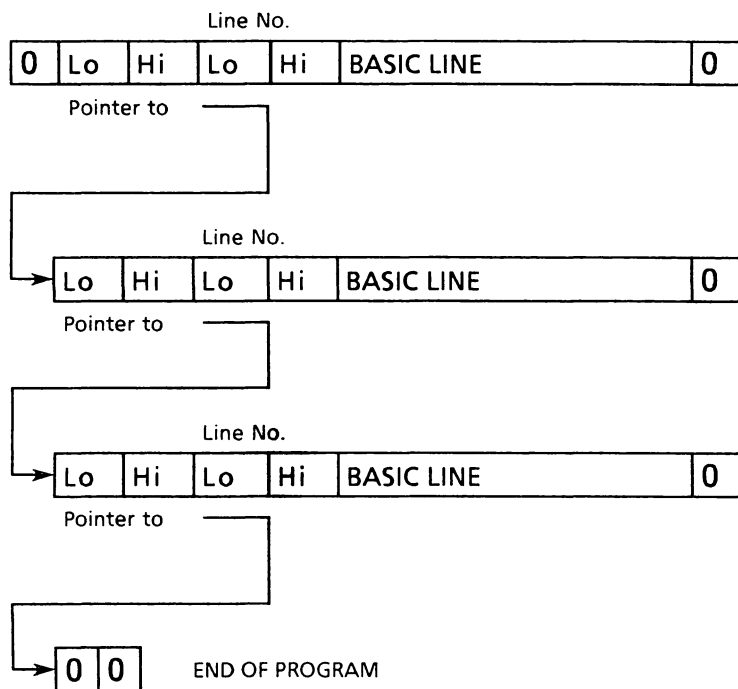 Line No.
0 Lo Hi Lo Hi BASIC LINE 0
Pointer to
Line No.
Lo Hi Lo Hi BASIC LINE 0
Pointer to
Line No.
Lo Hi Lo Hi BASIC LINE 0
Pointer to
0 0 END OF PROGRAM